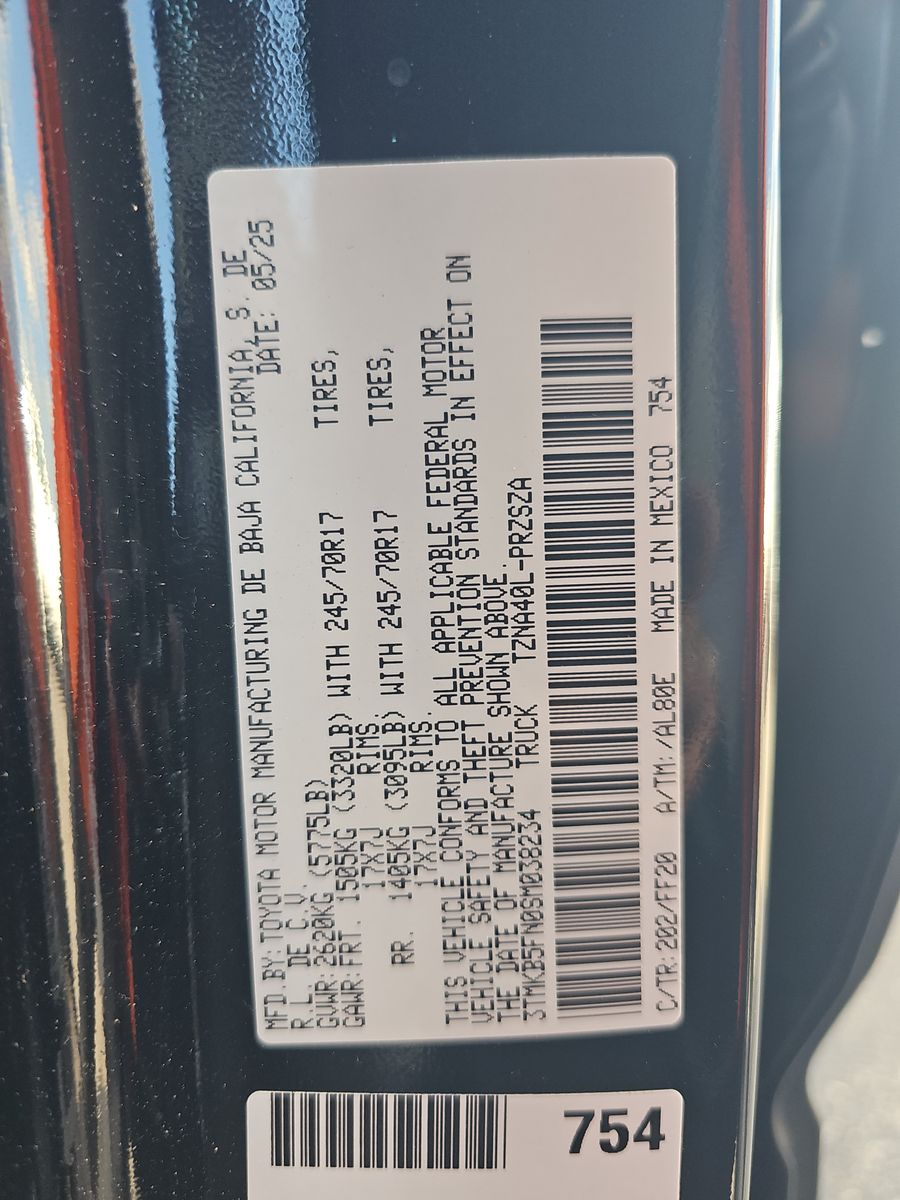 MFD.BY:TOYOTA MOTOR MANUFACTURING DE BAJA CALIFORNIA, S. DE
R.L. DE C.V. DATE: 05/25
GVWR:2620KG (5775LB)
GAWR:FRT. 1505KG (3320LB) WITH 245/70R17 TIRES,
17X7J RIMS.
RR. 1405KG (3095LB) WITH 245/70R17 TIRES,
17X7J RIMS.
THIS VEHICLE CONFORMS TO ALL APPLICABLE FEDERAL MOTOR
VEHICLE SAFETY AND THEFT PREVENTION STANDARDS IN EFFECT ON
THE DATE OF MANUFACTURE SHOWN ABOVE.
3TMKB5FN0SM038234 TRUCK TZNA40L-PRZSZA
C/TR:202/FF20 A/TM:/AL80E MADE IN MEXICO 754
754